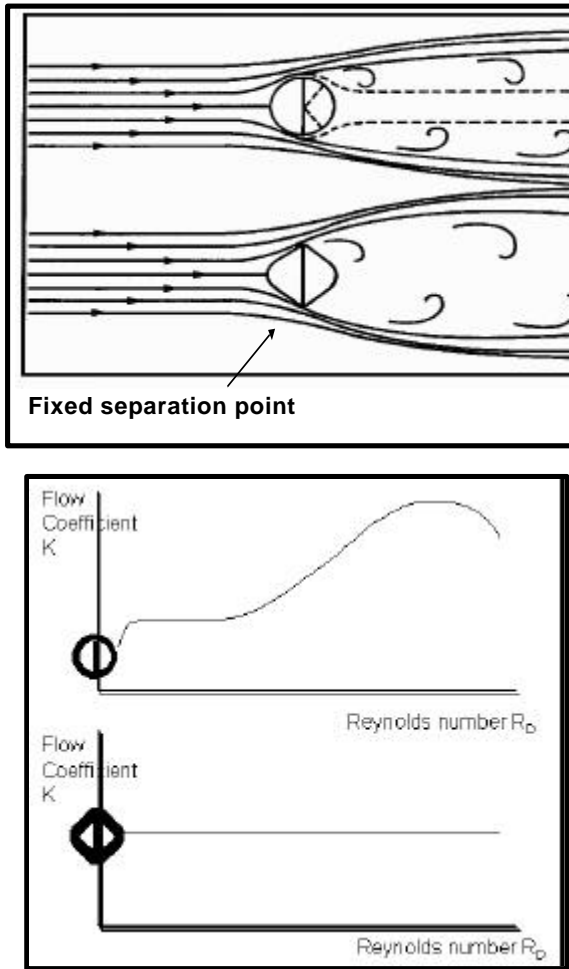 Fixed separation point
Flow
Coefficient
K
Reynolds number RD
Flow
Coefficient
K
Reynolds number RD